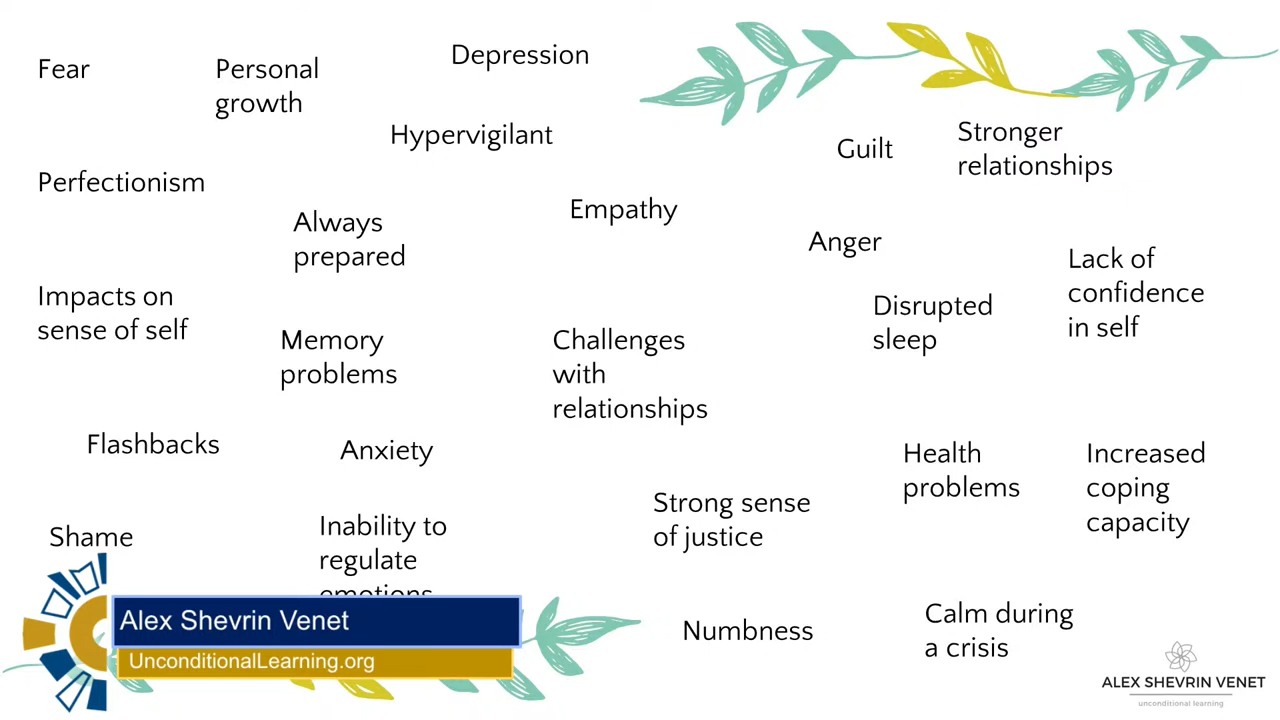 Fear
Personal
growth
Depression
Hypervigilant
Guilt
Stronger
relationships
Perfectionism
Always
prepared
Empathy
Anger
Lack of
confidence
in self
Impacts on
sense of self
Memory
problems
Challenges
with
relationships
Disrupted
sleep
Flashbacks
Anxiety
Health
problems
Increased
coping
capacity
Strong sense
of justice
Shame
Inability to
regulate
emotions
Numbness
Calm during
a crisis
Alex Shevrin Venet
UnconditionalLearning.org
ALEX SHEVRIN VENET
unconditional learning